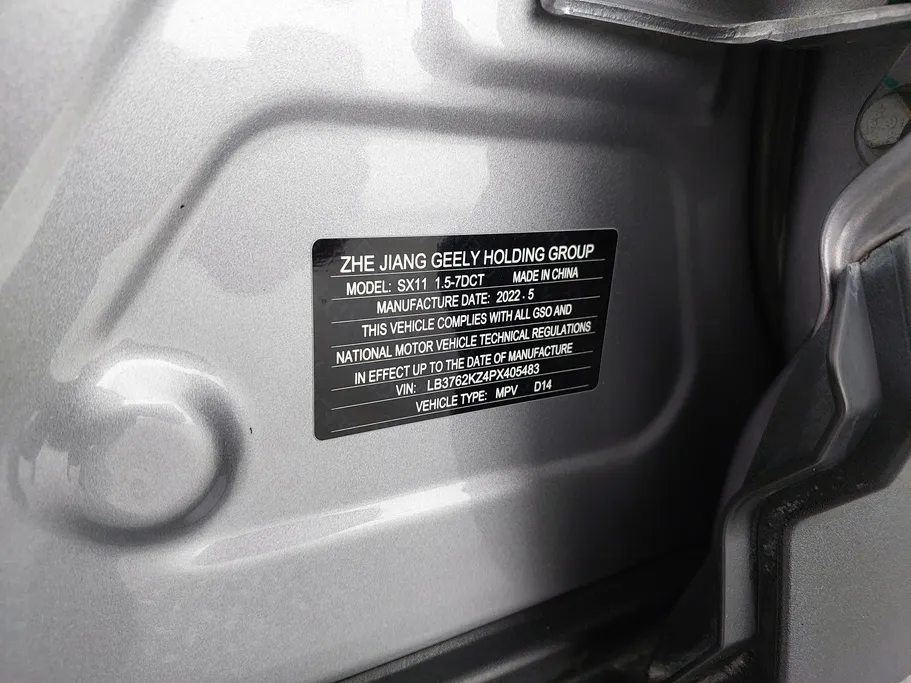 ZHE JIANG GEELY HOLDING GROUP
MODEL: SX11 1.5-7DCT MADE IN CHINA
MANUFACTURE DATE: 2022.5
THIS VEHICLE COMPLIES WITH ALL GSO AND
NATIONAL MOTOR VEHICLE TECHNICAL REGULATIONS
IN EFFECT UP TO THE DATE OF MANUFACTURE
VIN: LB3762KZ4PX405483
VEHICLE TYPE: MPV D14